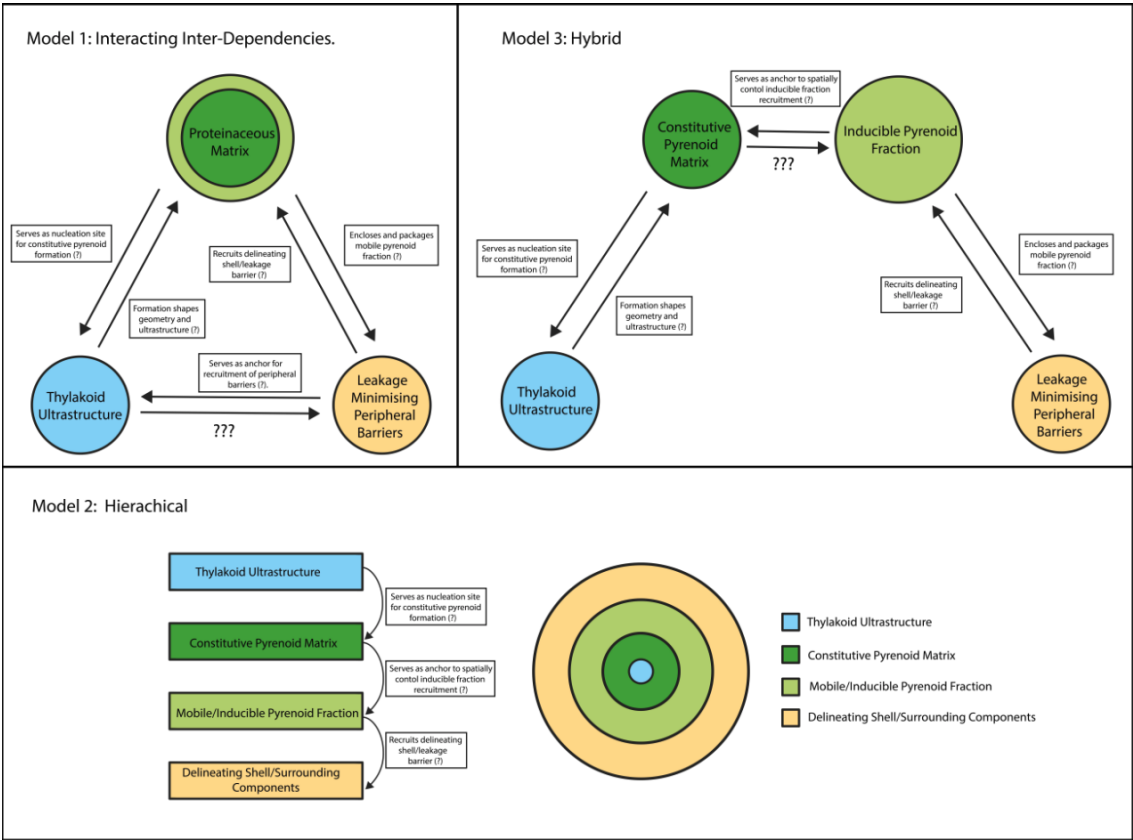 Model 1: Interacting Inter-Dependencies.
Proteinaceous
Matrix
Serves as nucleation site
for constitutive pyrenoid
formation (?)
Encloses and packages
mobile pyrenoid
fraction (?)
Recruits delineating
shell/leakage
barrier (?)
Formation shapes
geometry and
ultrastructure (?)
Serves as anchor for
recruitment of peripheral
barriers (?).
Thylakoid
Ultrastructure
???
Leakage
Minimising
Peripheral
Barriers
Model 3: Hybrid
Serves as anchor to spatially
contol inducible fraction
recruitment (?)
Constitutive
Pyrenoid
Matrix
Inducible Pyrenoid
Fraction
???
Serves as nucleation site
for constitutive pyrenoid
formation (?)
Encloses and packages
mobile pyrenoid
fraction (?)
Recruits delineating
shell/leakage
barrier (?)
Formation shapes
geometry and
ultrastructure (?)
Thylakoid
Ultrastructure
Leakage
Minimising
Peripheral
Barriers
Model 2: Hierachical
Thylakoid Ultrastructure
Serves as nucleation site
for constitutive pyrenoid
formation (?)
Constitutive Pyrenoid Matrix
Serves as anchor to spatially
contol inducible fraction
recruitment (?)
Mobile/Inducible Pyrenoid Fraction
Recruits delineating
shell/leakage
barrier (?)
Delineating Shell/Surrounding
Components
Thylakoid Ultrastructure
Constitutive Pyrenoid Matrix
Mobile/Inducible Pyrenoid Fraction
Delineating Shell/Surrounding Components